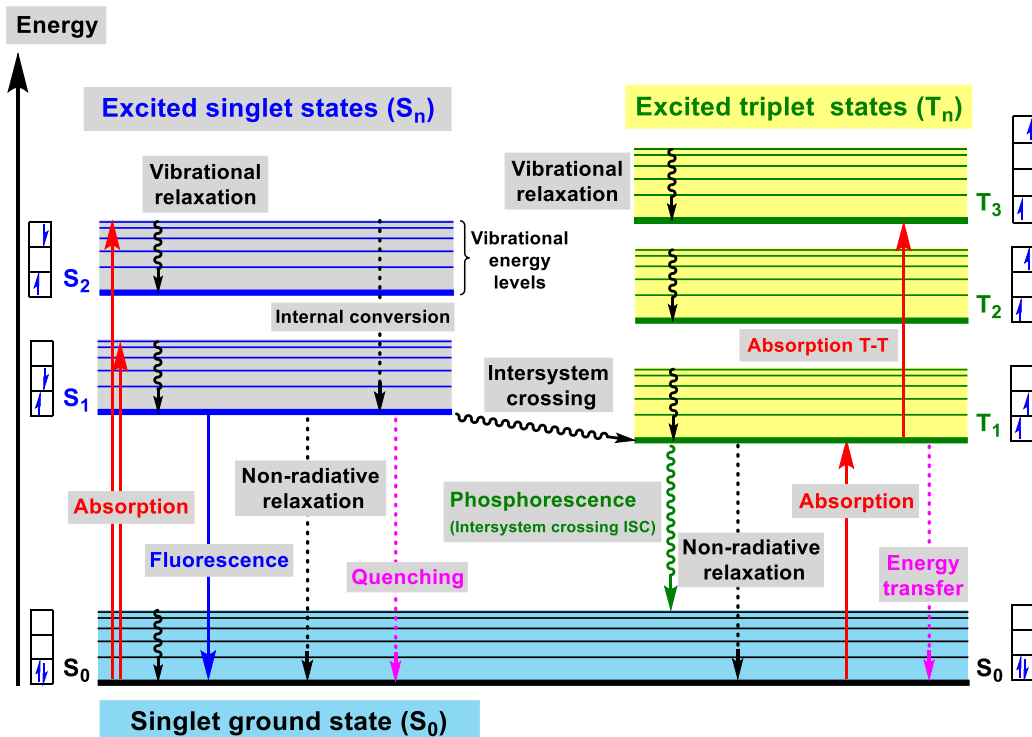 Energy
Excited singlet states (Sₙ)
Excited triplet  states (Tₙ)
Vibrational
relaxation
Vibrational
relaxation
T₃
Vibrational
energy
levels
S₂
T₂
Internal conversion
Absorption T-T
Intersystem
crossing
S₁
T₁
Non-radiative
relaxation
Absorption
Phosphorescence
(Intersystem crossing ISC)
Absorption
Fluorescence
Quenching
Non-radiative
relaxation
Energy
transfer
S₀
S₀
Singlet ground state (S₀)